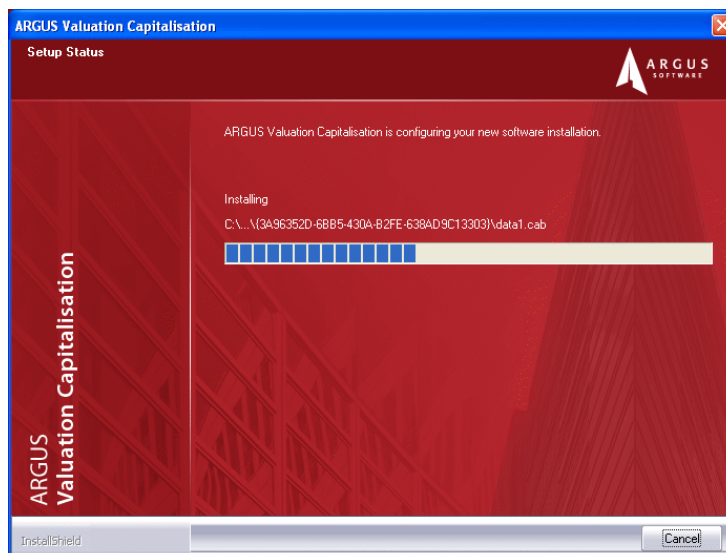 ARGUS Valuation Capitalisation
Setup Status
ARGUS
SOFTWARE
ARGUS Valuation Capitalisation is configuring your new software installation.
Installing
C:\...\{3A96352D-6BB5-430A-B2FE-638AD9C13303}\data1.cab
ARGUS
Valuation Capitalisation
InstallShield
Cancel